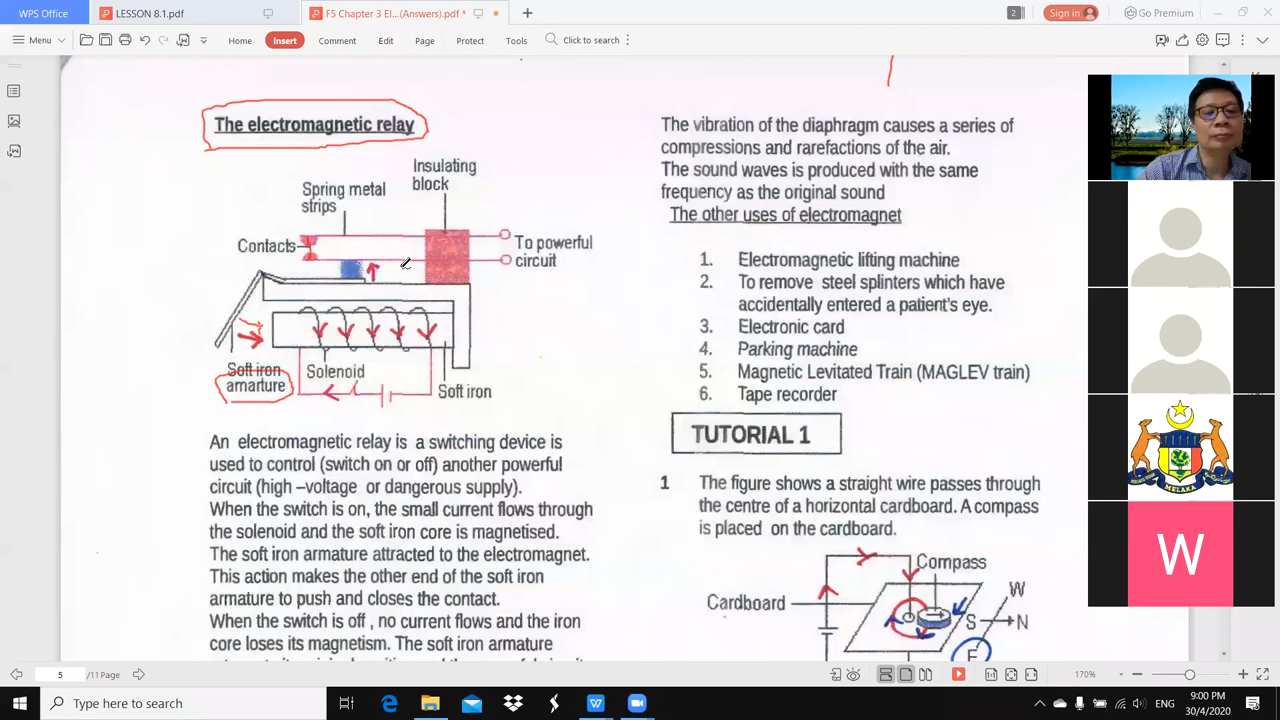 WPS Office
LESSON 8.1.pdf
F5 Chapter 3 El...(Answers).pdf *
2
Sign in
Go Premium
Menu
Home
Insert
Comment
Edit
Page
Protect
Tools
Click to search
The electromagnetic relay
Insulating
block
Spring metal
strips
Contacts
To powerful
circuit
Soft iron
amarture
Solenoid
Soft iron
An electromagnetic relay is a switching device is
used to control (switch on or off) another powerful
circuit (high –voltage or dangerous supply).
When the switch is on, the small current flows through
the solenoid and the soft iron core is magnetised.
The soft iron armature attracted to the electromagnet.
This action makes the other end of the soft iron
armature to push and closes the contact.
When the switch is off , no current flows and the iron
core loses its magnetism. The soft iron armature
The vibration of the diaphragm causes a series of
compressions and rarefactions of the air.
The sound waves is produced with the same
frequency as the original sound
The other uses of electromagnet
1. Electromagnetic lifting machine
2. To remove steel splinters which have
accidentally entered a patient's eye.
3. Electronic card
4. Parking machine
5. Magnetic Levitated Train (MAGLEV train)
6. Tape recorder
TUTORIAL 1
1 The figure shows a straight wire passes through
the centre of a horizontal cardboard. A compass
is placed on the cardboard.
Compass
Cardboard
W
S
N
E
MELAKA
W
5
/11 Page
170%
Type here to search
ENG
9:00 PM
30/4/2020
3